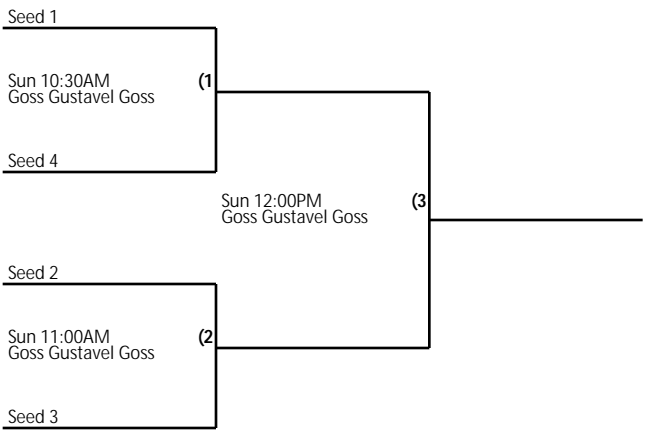 Seed 1
Sun 10:30AM (1
Goss Gustavel Goss
Seed 4
Sun 12:00PM (3
Goss Gustavel Goss
Seed 2
Sun 11:00AM (2
Goss Gustavel Goss
Seed 3